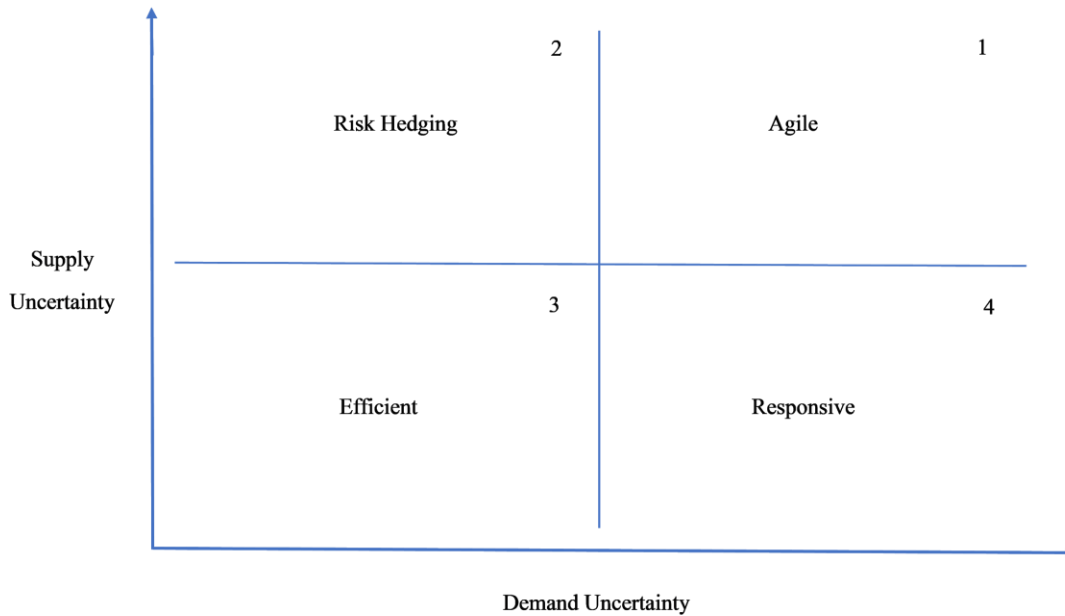 2
1
Risk Hedging
Agile
Supply
Uncertainty
3
4
Efficient
Responsive
Demand Uncertainty